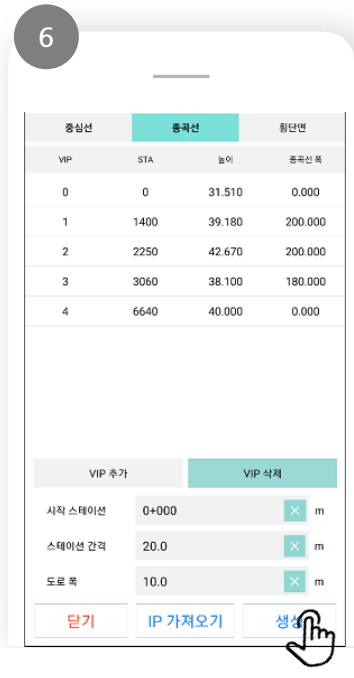 6
중심선 종곡선 횡단면
VIP STA 높이 종곡선 폭
0 0 31.510 0.000
1 1400 39.180 200.000
2 2250 42.670 200.000
3 3060 38.100 180.000
4 6640 40.000 0.000
VIP 추가 VIP 삭제
시작 스테이션 0+000 × m
스테이션 간격 20.0 × m
도로 폭 10.0 × m
닫기 IP 가져오기 생성